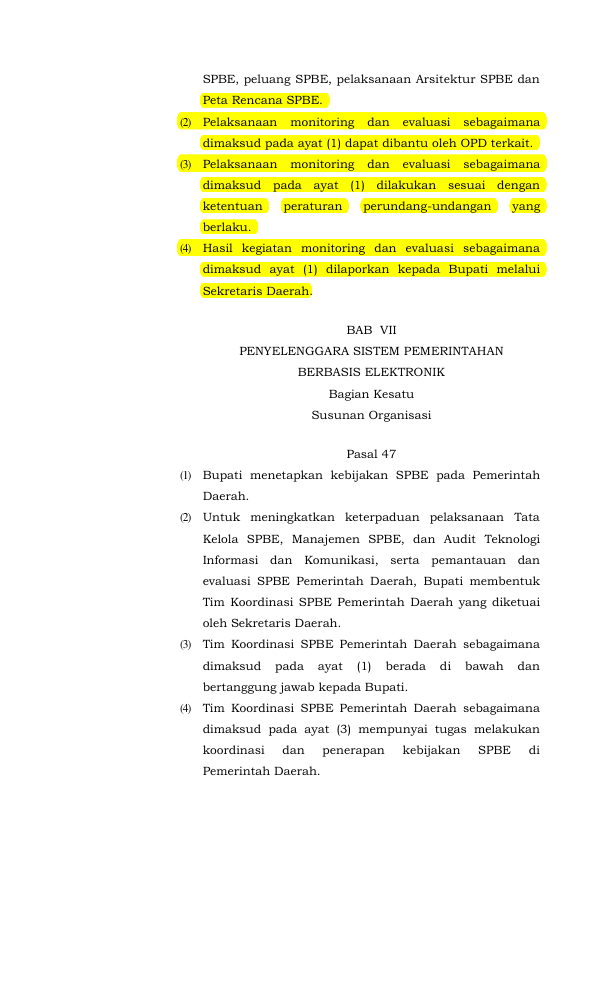 SPBE, peluang SPBE, pelaksanaan Arsitektur SPBE dan
Peta Rencana SPBE.
(2) Pelaksanaan monitoring dan evaluasi sebagaimana
dimaksud pada ayat (1) dapat dibantu oleh OPD terkait.
(3) Pelaksanaan monitoring dan evaluasi sebagaimana
dimaksud pada ayat (1) dilakukan sesuai dengan
ketentuan peraturan perundang-undangan yang
berlaku.
(4) Hasil kegiatan monitoring dan evaluasi sebagaimana
dimaksud ayat (1) dilaporkan kepada Bupati melalui
Sekretaris Daerah.
BAB VII
PENYELENGGARA SISTEM PEMERINTAHAN
BERBASIS ELEKTRONIK
Bagian Kesatu
Susunan Organisasi
Pasal 47
(1) Bupati menetapkan kebijakan SPBE pada Pemerintah
Daerah.
(2) Untuk meningkatkan keterpaduan pelaksanaan Tata
Kelola SPBE, Manajemen SPBE, dan Audit Teknologi
Informasi dan Komunikasi, serta pemantauan dan
evaluasi SPBE Pemerintah Daerah, Bupati membentuk
Tim Koordinasi SPBE Pemerintah Daerah yang diketuai
oleh Sekretaris Daerah.
(3) Tim Koordinasi SPBE Pemerintah Daerah sebagaimana
dimaksud pada ayat (1) berada di bawah dan
bertanggung jawab kepada Bupati.
(4) Tim Koordinasi SPBE Pemerintah Daerah sebagaimana
dimaksud pada ayat (3) mempunyai tugas melakukan
koordinasi dan penerapan kebijakan SPBE di
Pemerintah Daerah.